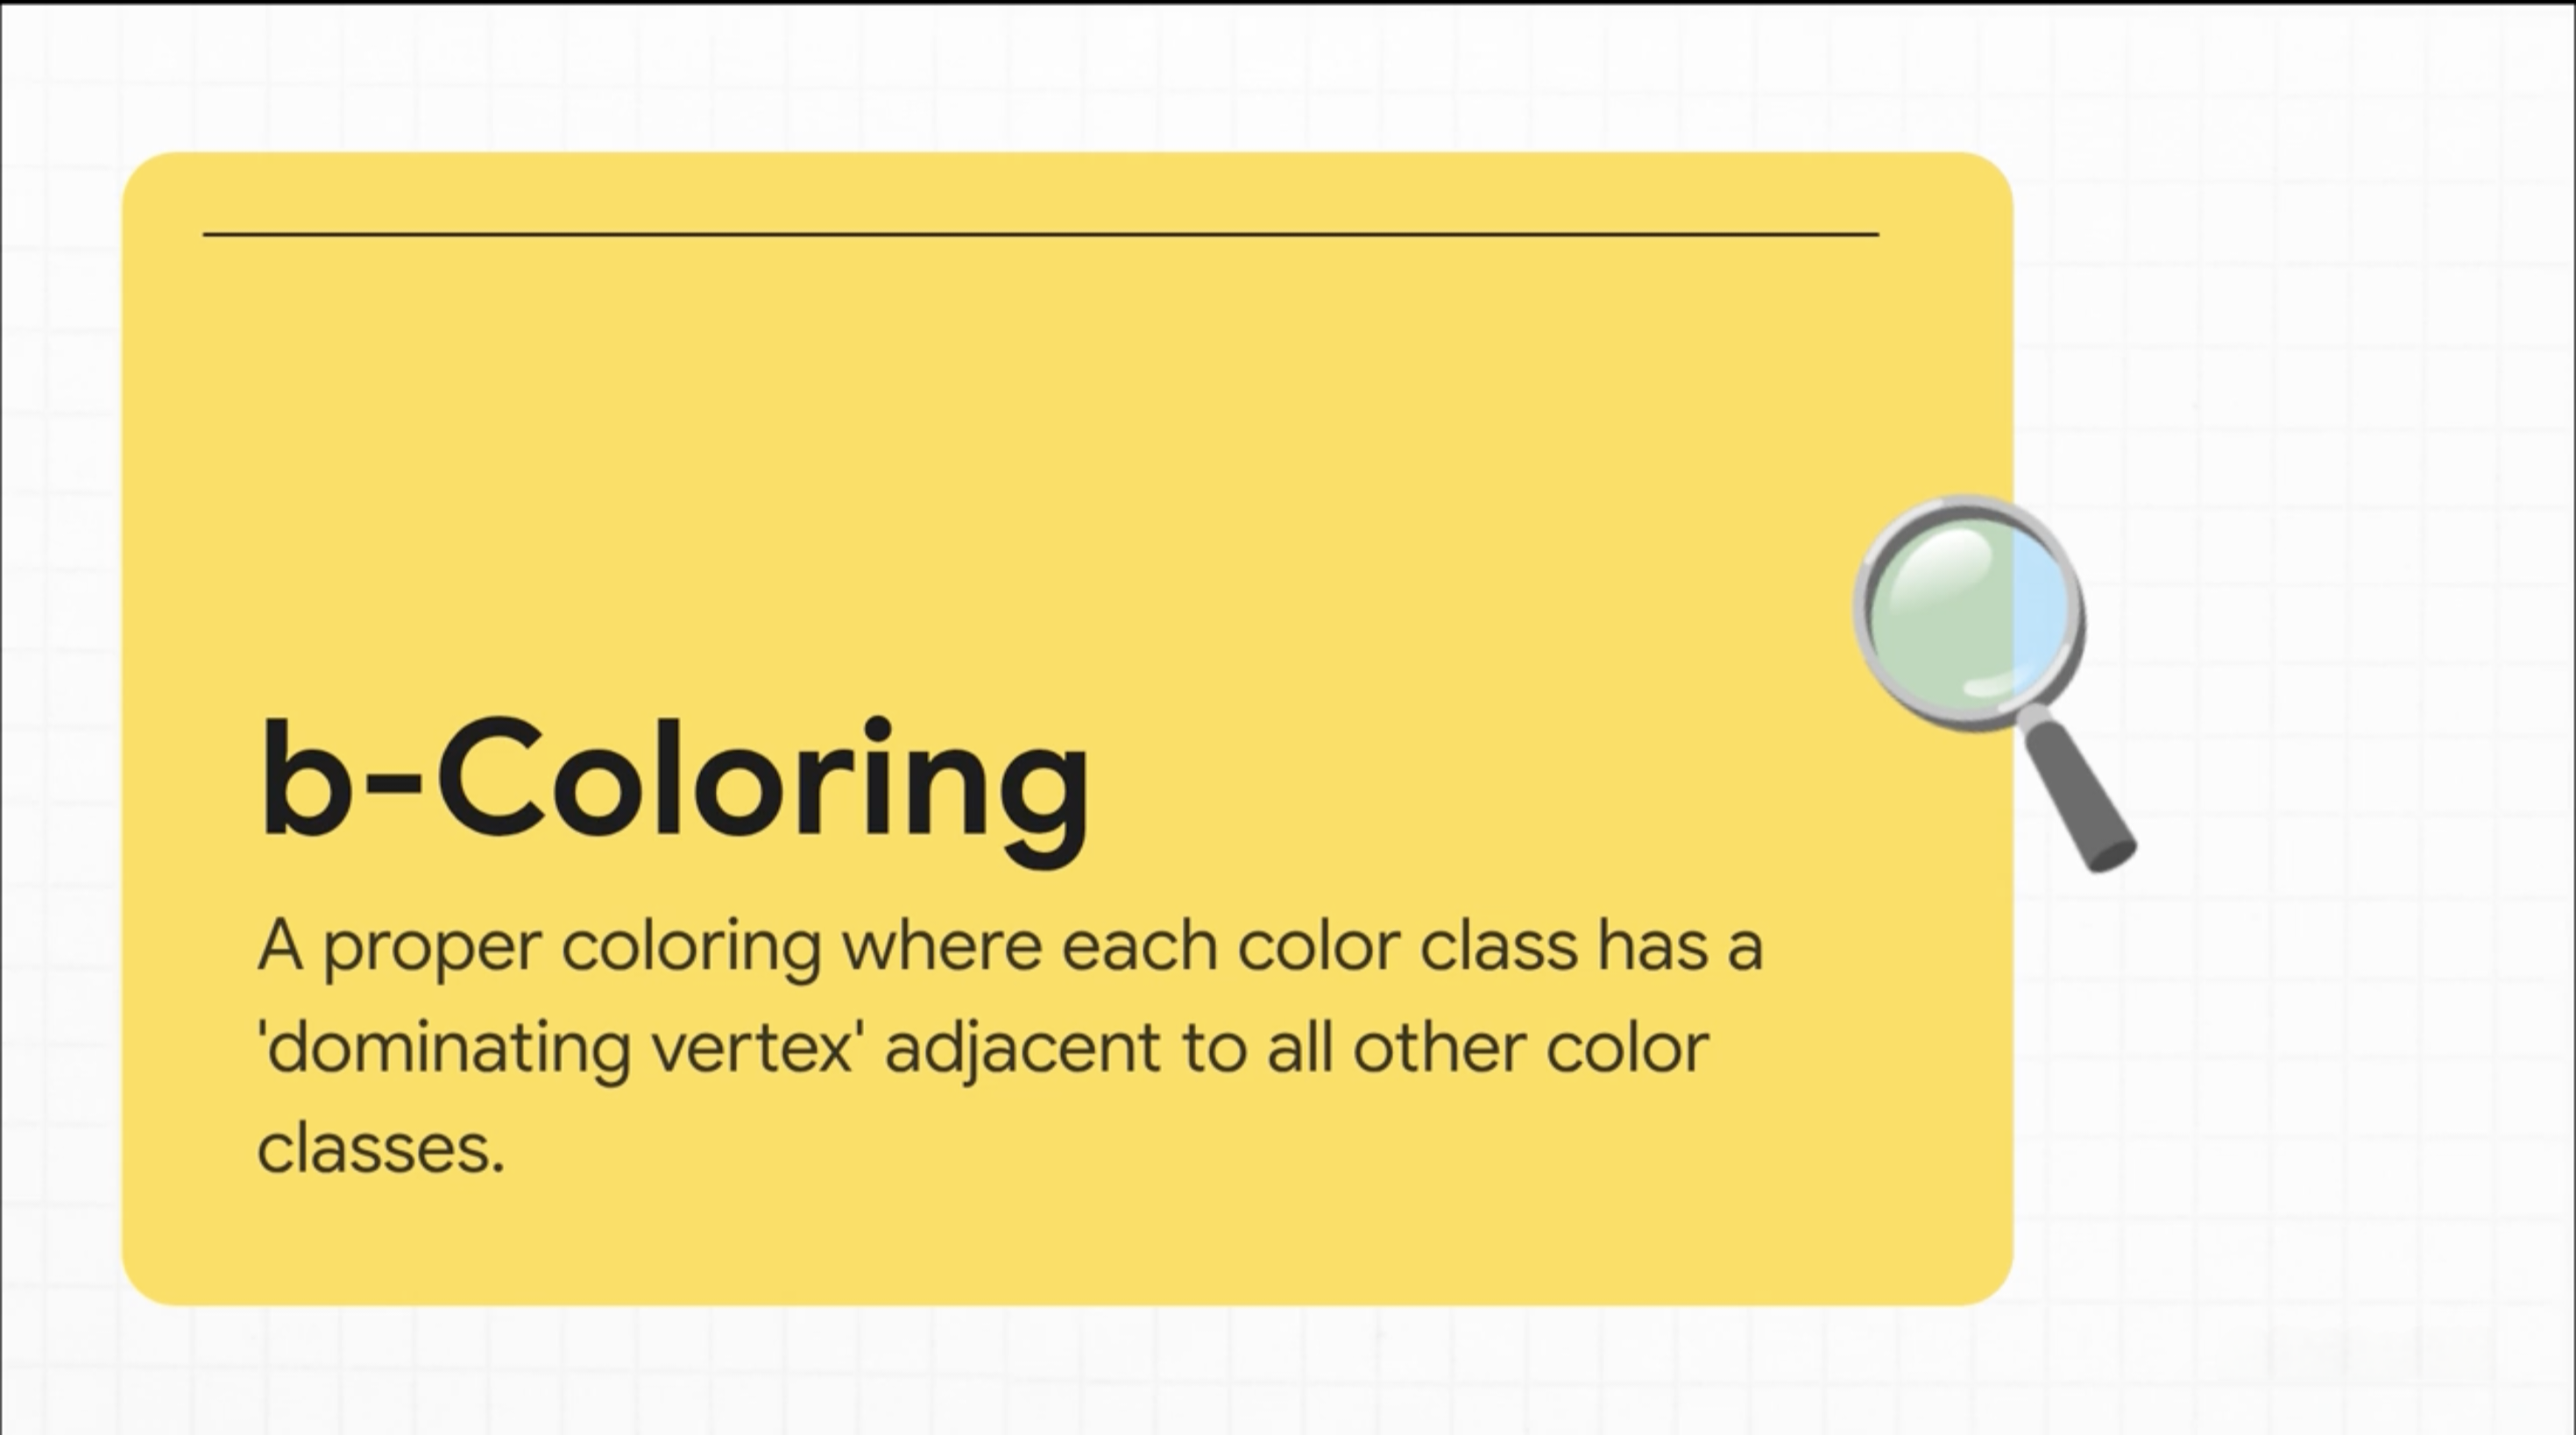 b-Coloring
A proper coloring where each color class has a
'dominating vertex' adjacent to all other color
classes.